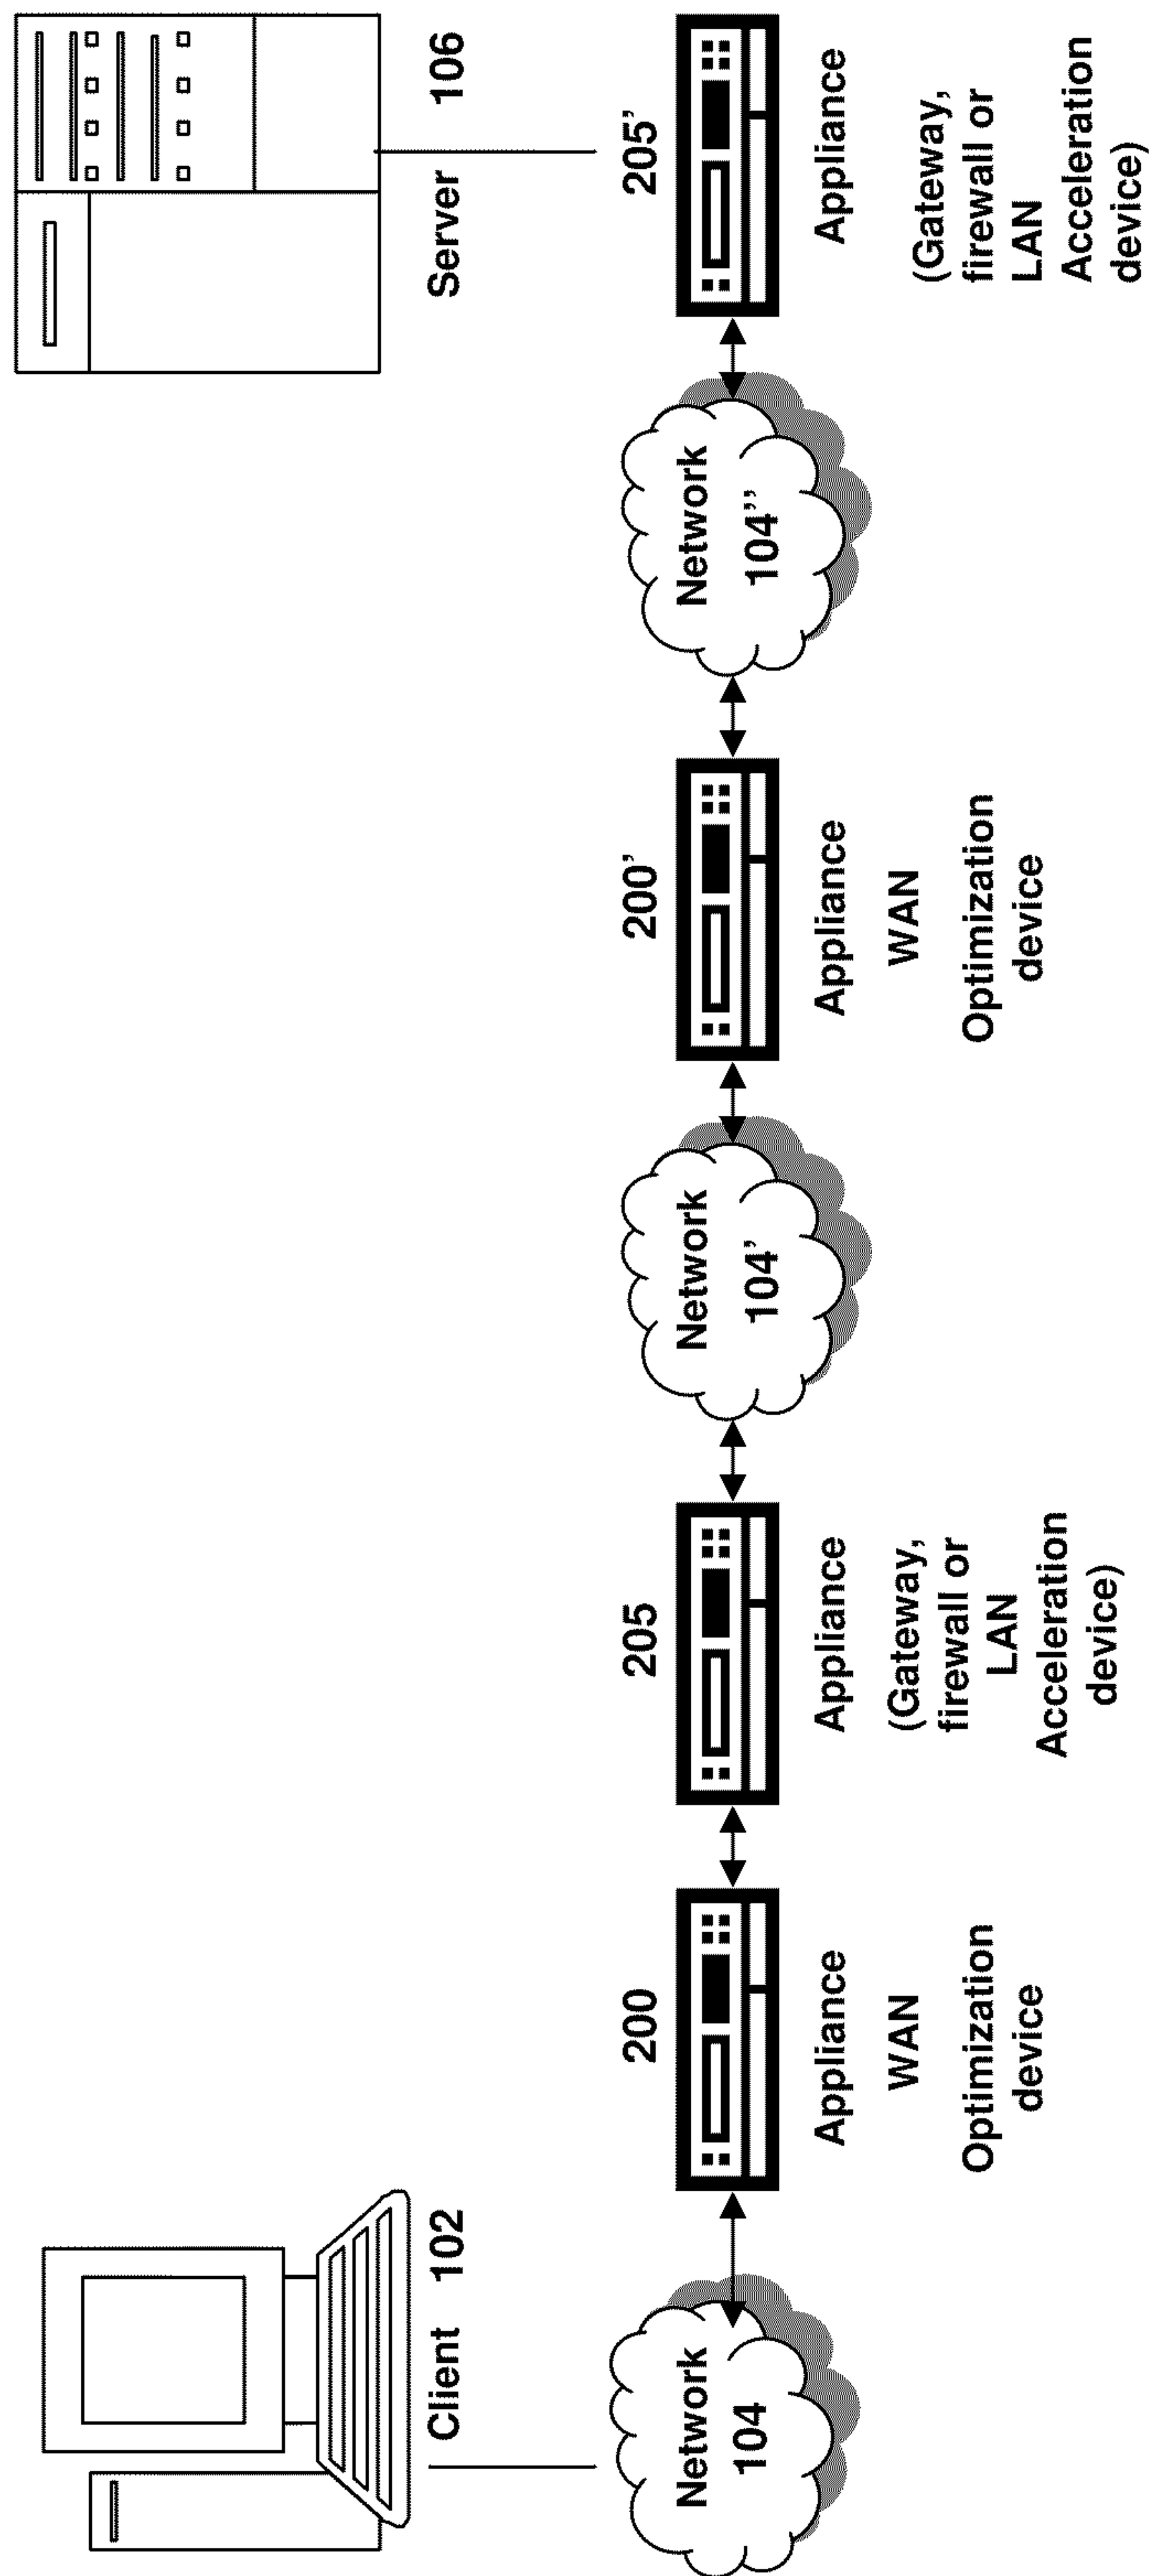 Client 102
Server 106
Network
104
200
Appliance
WAN
Optimization
device
205
Appliance
(Gateway,
firewall or
LAN
Acceleration
device)
Network
104’
200’
Appliance
WAN
Optimization
device
Network
104’’
205’
Appliance
(Gateway,
firewall or
LAN
Acceleration
device)